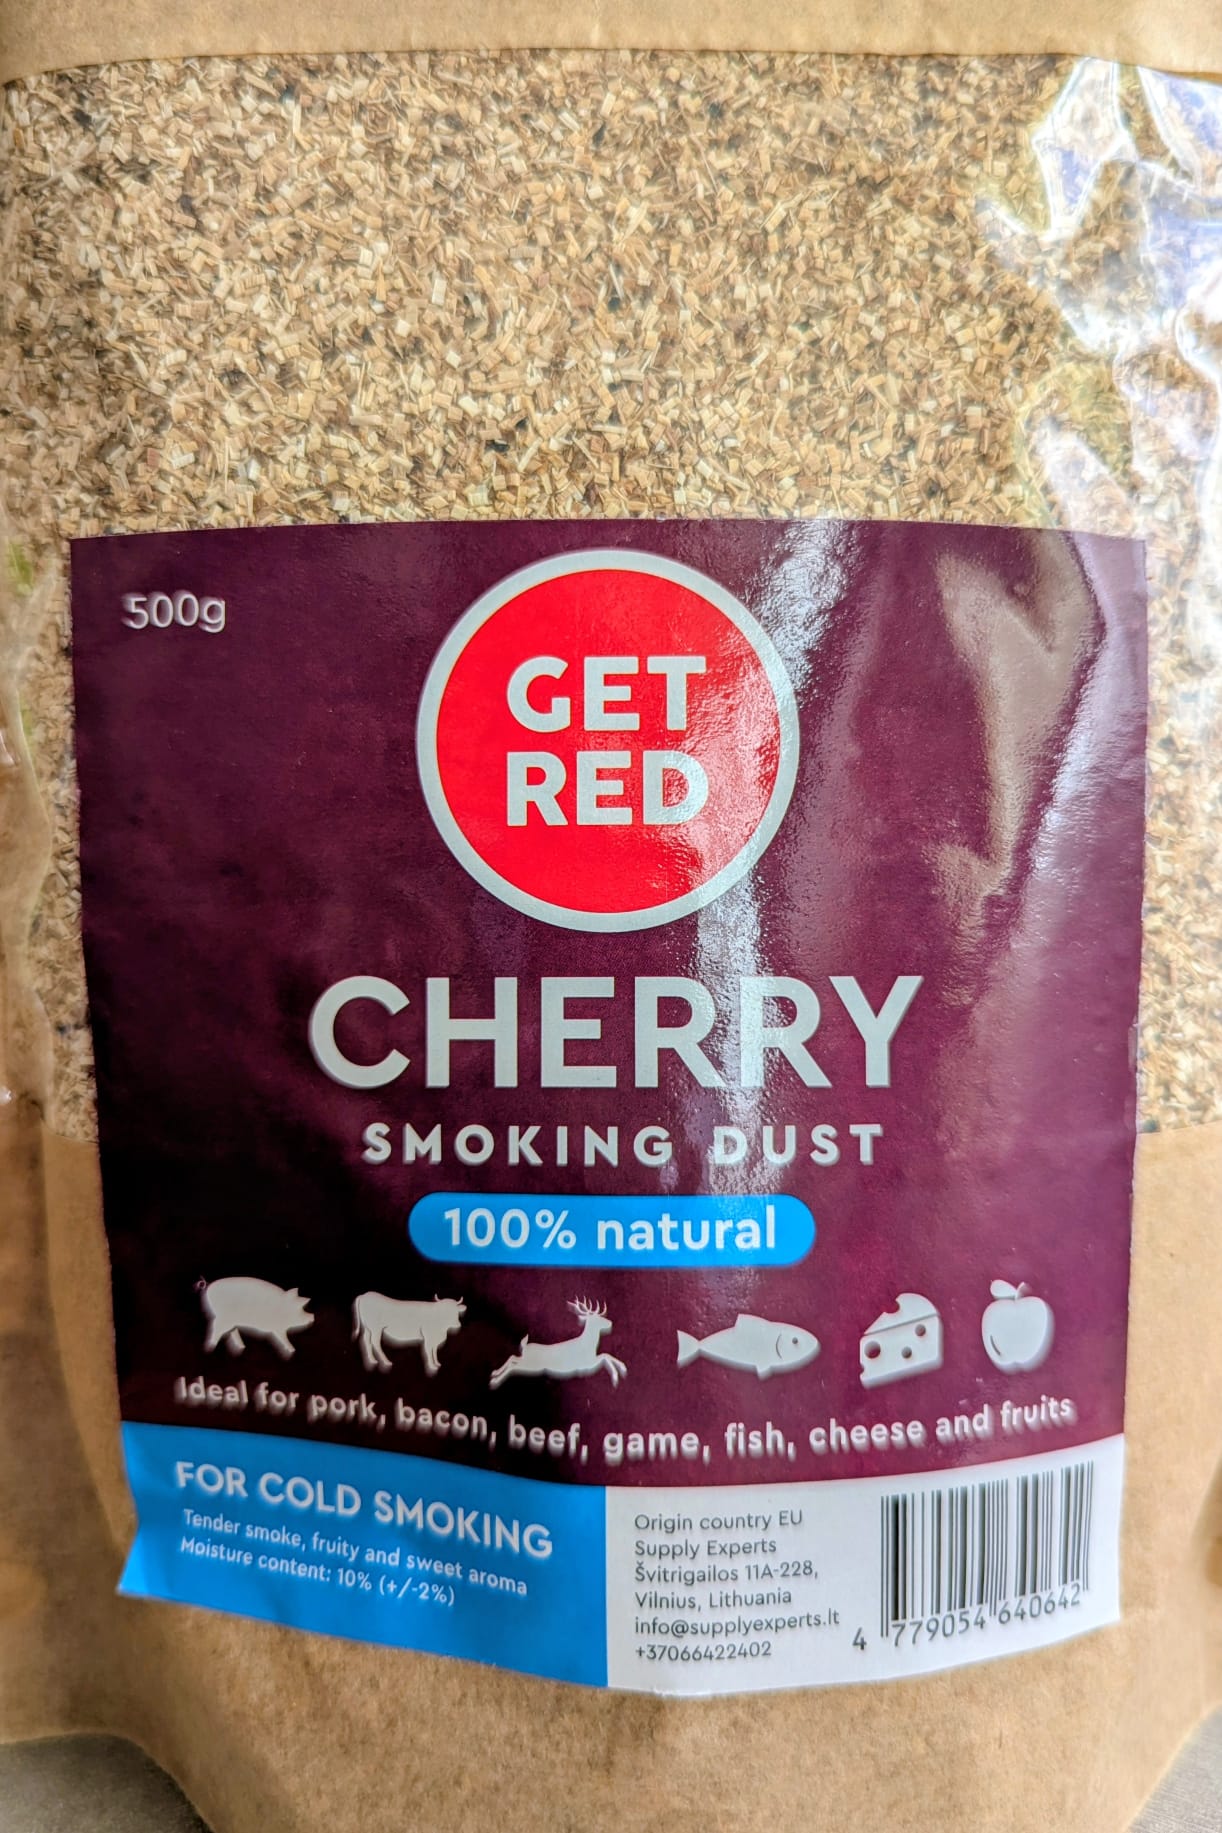 500g
GET
RED
CHERRY
SMOKING DUST
100% natural
Ideal for pork, bacon, beef, game, fish, cheese and fruits
FOR COLD SMOKING
Tender smoke, fruity and sweet aroma
Moisture content: 10% (+/-2%)
Origin country EU
Supply Experts
Švitrigailos 11A-228,
Vilnius, Lithuania
info@supplyexperts.lt
+37066422402
4 779054 640642